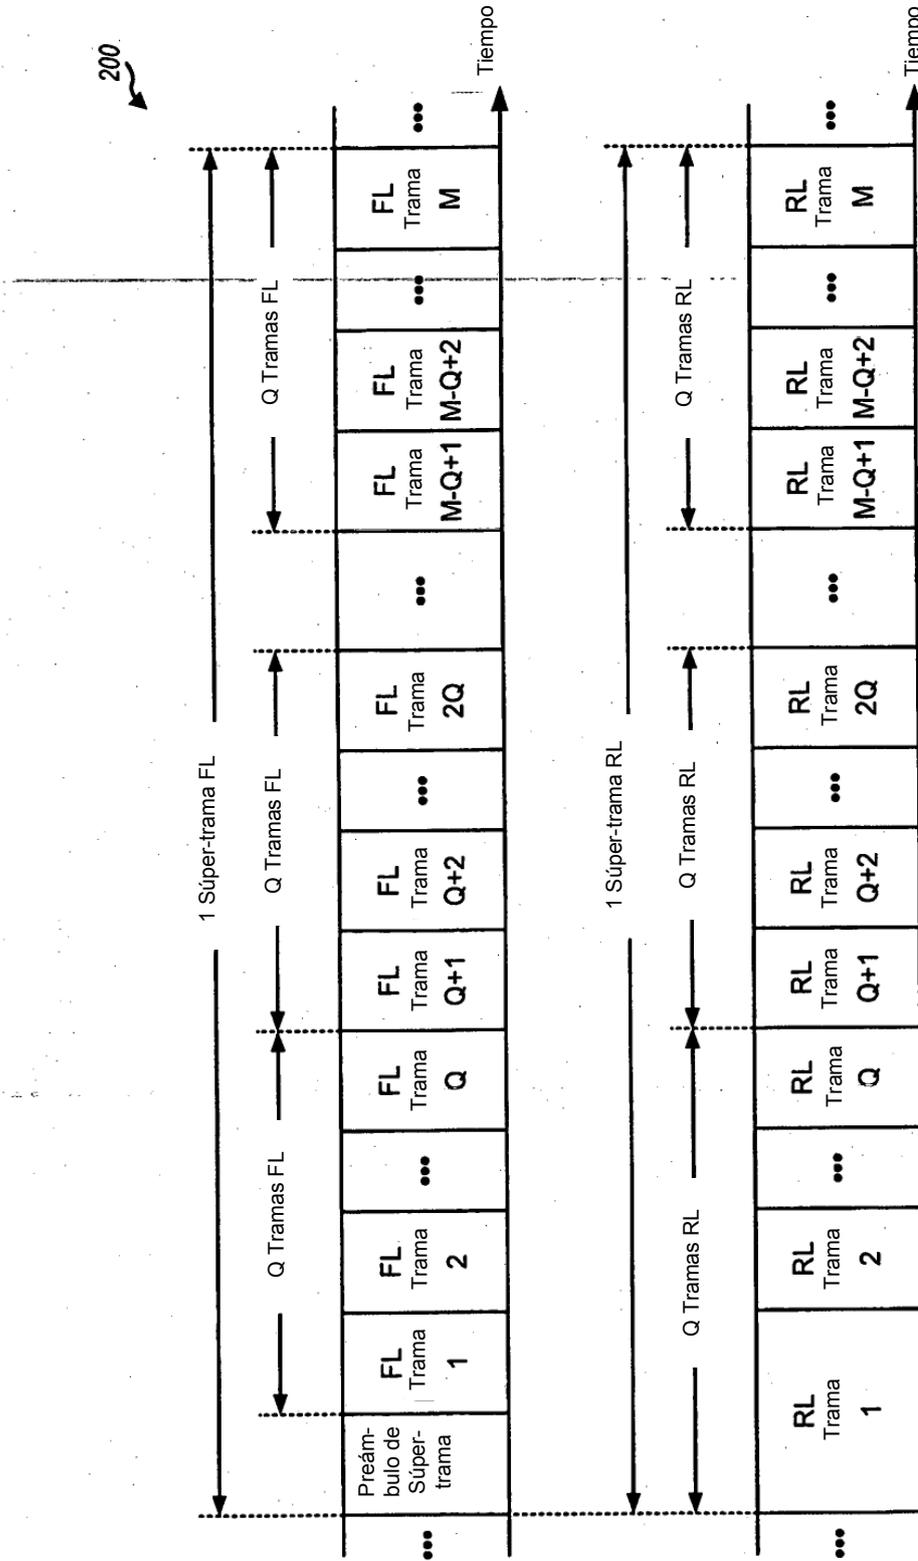 200
1 Súper-trama FL
Q Tramas FL
Q Tramas FL
Q Tramas FL
•••
Preám-
bulo de
Súper-
trama
FL
Trama
1
FL
Trama
2
•••
FL
Trama
Q
FL
Trama
Q+1
FL
Trama
Q+2
•••
FL
Trama
2Q
•••
FL
Trama
M-Q+1
FL
Trama
M-Q+2
•••
FL
Trama
M
•••
Tiempo
1 Súper-trama RL
Q Tramas RL
Q Tramas RL
Q Tramas RL
•••
RL
Trama
1
RL
Trama
2
•••
RL
Trama
Q
RL
Trama
Q+1
RL
Trama
Q+2
•••
RL
Trama
2Q
•••
RL
Trama
M-Q+1
RL
Trama
M-Q+2
•••
RL
Trama
M
•••
Tiempo